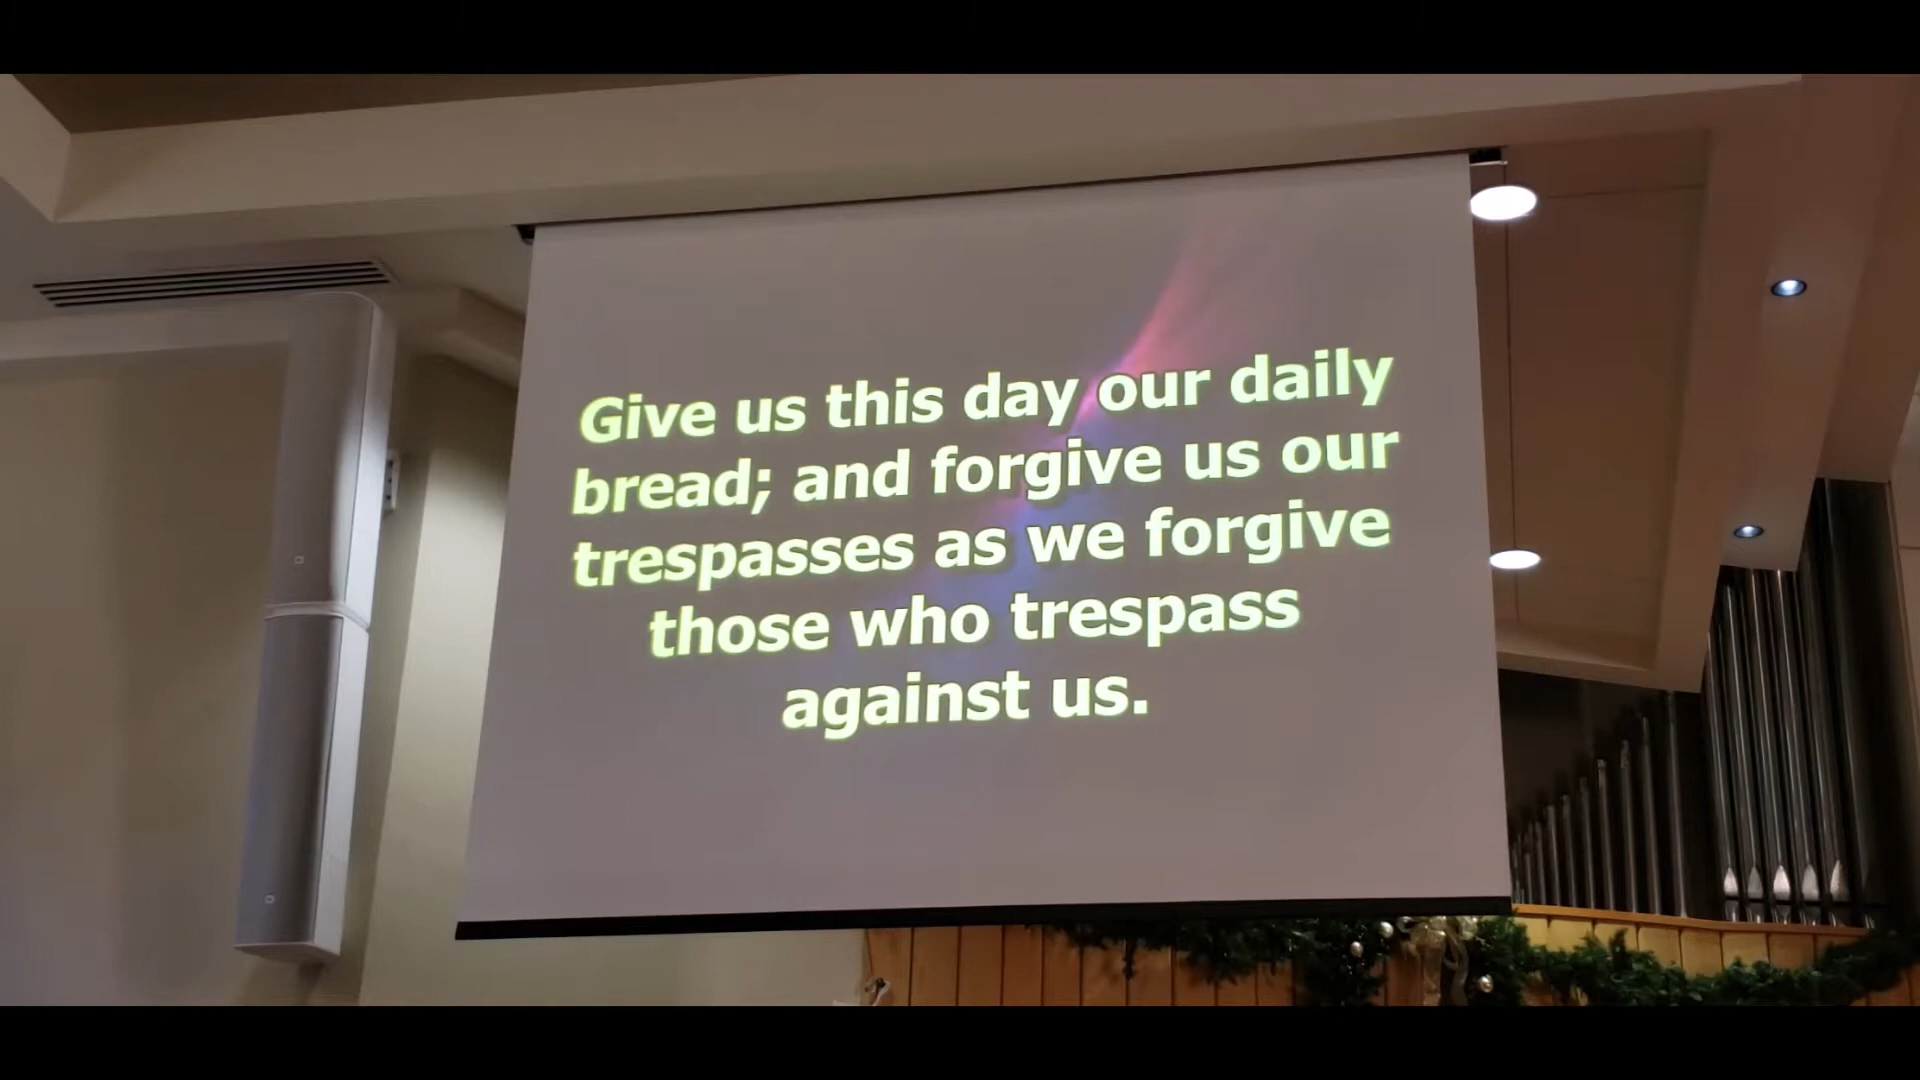 Give us this day our daily
bread; and forgive us our
trespasses as we forgive
those who trespass
against us.